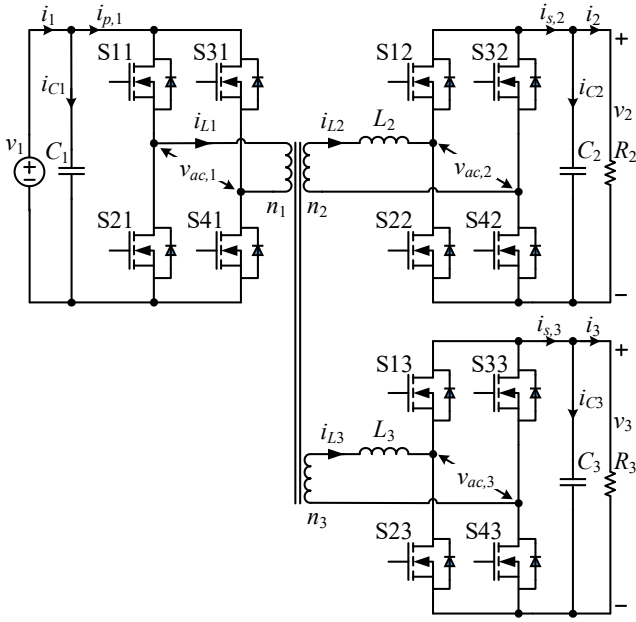 i1 ip,1 is,2 i2
S11 S31 S12 S32
iC1 iC2
v1 C1 iL1 iL2 L2 v2
vac,1 vac,2 C2 R2
n1 n2
S21 S41 S22 S42
is,3 i3
S13 S33
iC3
iL3 L3 v3
vac,3 C3 R3
n3
S23 S43